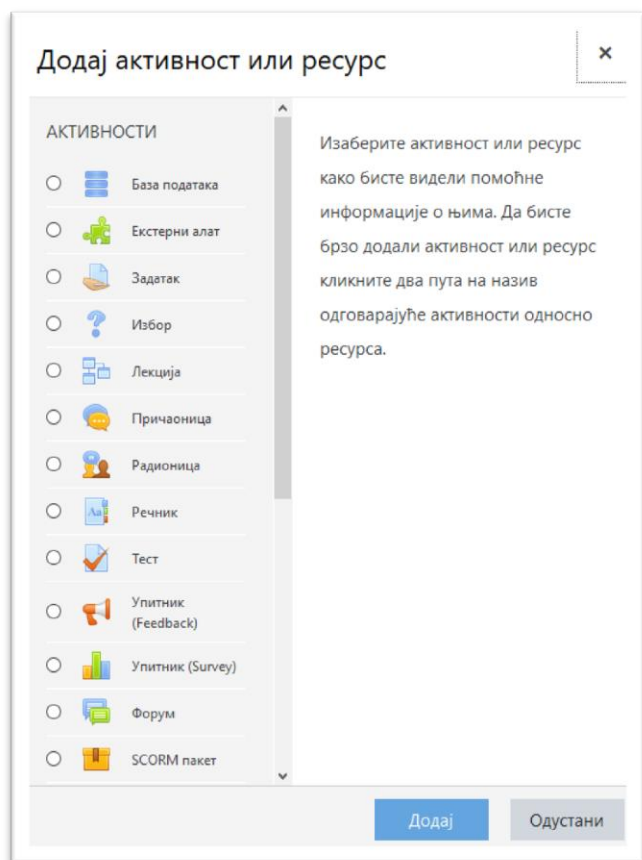 Додај активност или ресурс
×
АКТИВНОСТИ
База података
Екстерни алат
Задатак
Избор
Лекција
Причаоница
Радионица
Речник
Тест
Упитник
(Feedback)
Упитник (Survey)
Форум
SCORM пакет
Изаберите активност или ресурс
како бисте видели помоћне
информације о њима. Да бисте
брзо додали активност или ресурс
кликните два пута на назив
одговарајуће активности односно
ресурса.
Додај
Одустани